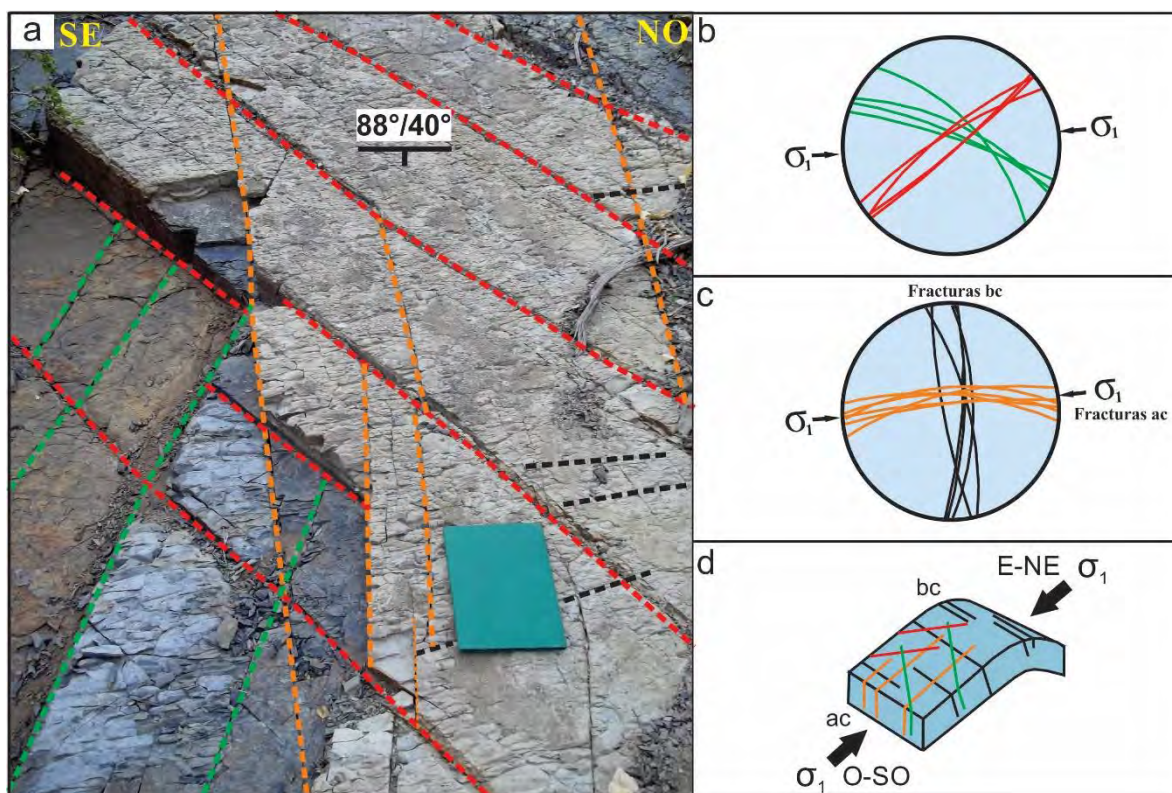 a SE NO
88°/40°
b
σ₁ σ₁
c
Fracturas bc
σ₁ σ₁
Fracturas ac
d
E-NE σ₁
bc
ac
σ₁ O-SO